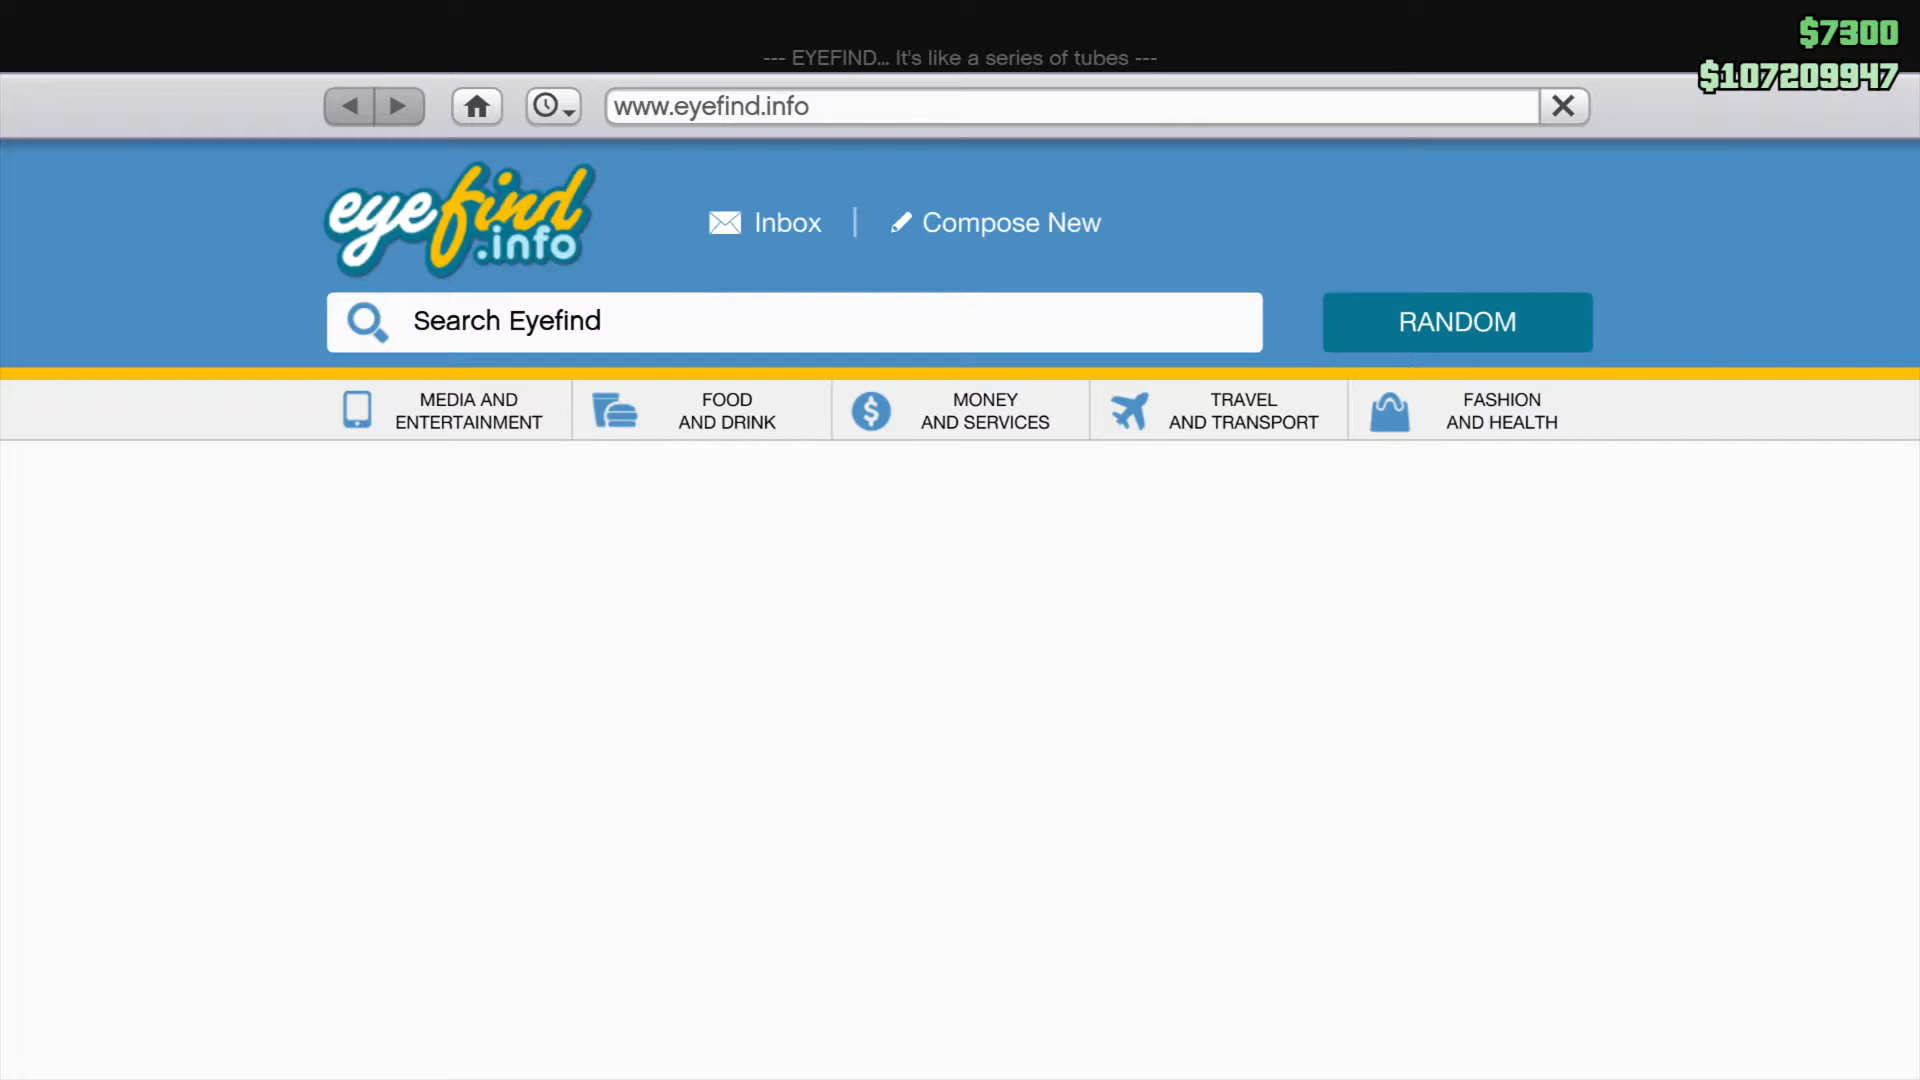 $7300
--- EYEFIND... It's like a series of tubes ---
$107209947
www.eyefind.info
eyefind
.info
Inbox
Compose New
Search Eyefind
RANDOM
MEDIA AND
ENTERTAINMENT
FOOD
AND DRINK
MONEY
AND SERVICES
TRAVEL
AND TRANSPORT
FASHION
AND HEALTH